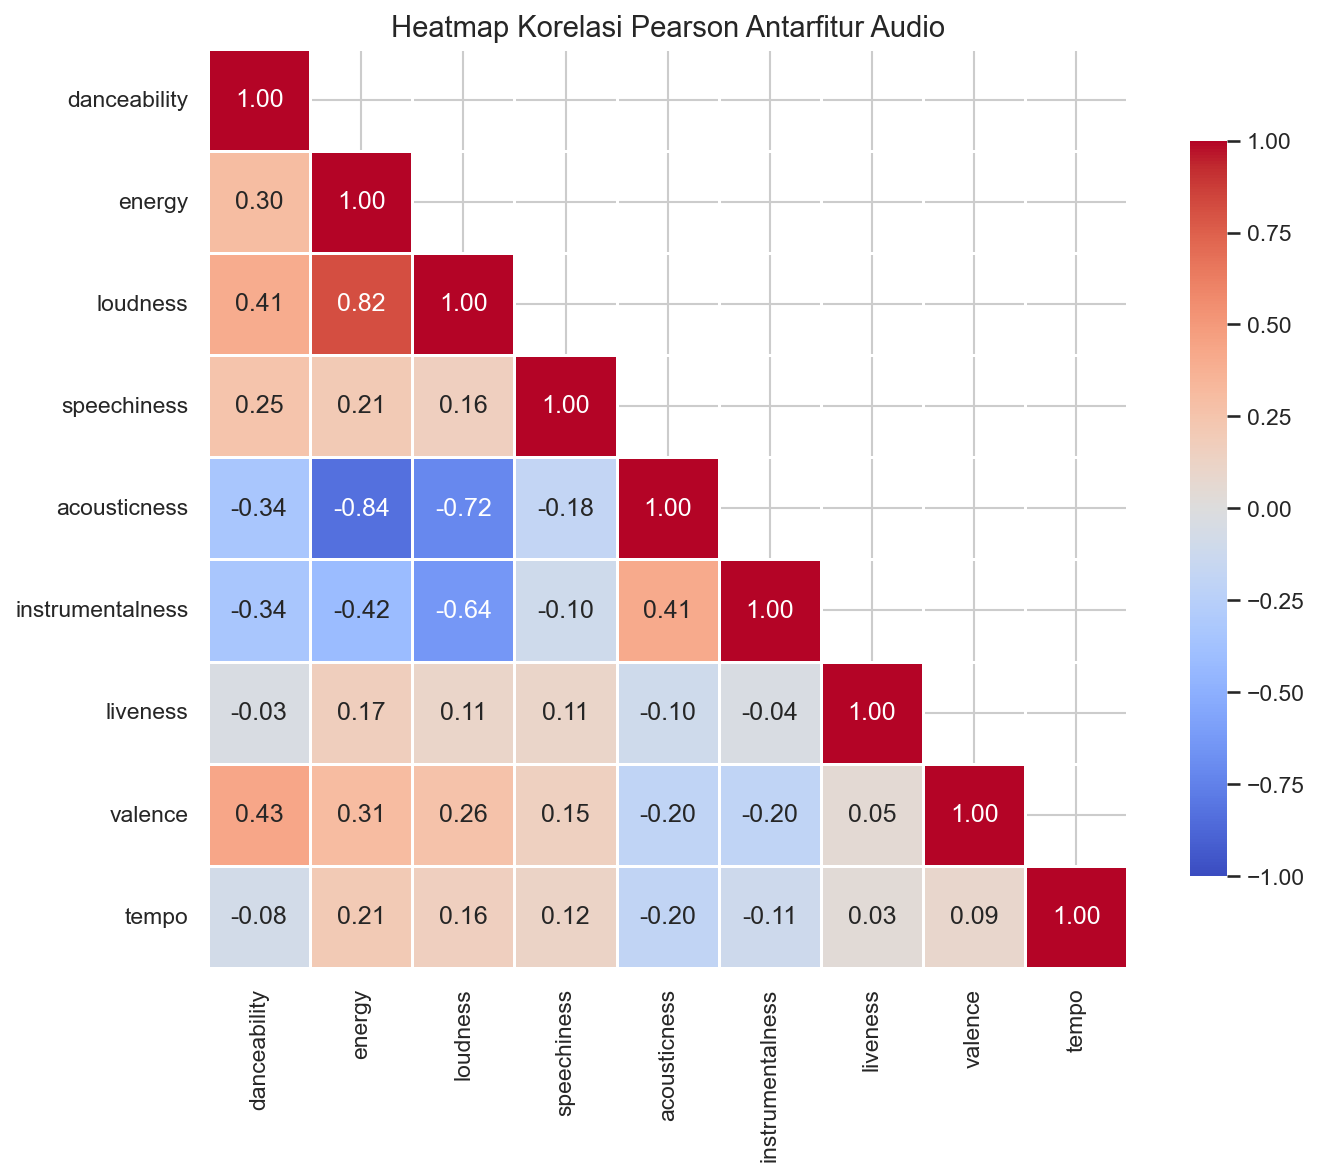 Heatmap Korelasi Pearson Antarfitur Audio
danceability 1.00
energy 0.30 1.00
loudness 0.41 0.82 1.00
speechiness 0.25 0.21 0.16 1.00
acousticness -0.34 -0.84 -0.72 -0.18 1.00
instrumentalness -0.34 -0.42 -0.64 -0.10 0.41 1.00
liveness -0.03 0.17 0.11 0.11 -0.10 -0.04 1.00
valence 0.43 0.31 0.26 0.15 -0.20 -0.20 0.05 1.00
tempo -0.08 0.21 0.16 0.12 -0.20 -0.11 0.03 0.09 1.00
danceability
energy
loudness
speechiness
acousticness
instrumentalness
liveness
valence
tempo
1.00
0.75
0.50
0.25
0.00
−0.25
−0.50
−0.75
−1.00